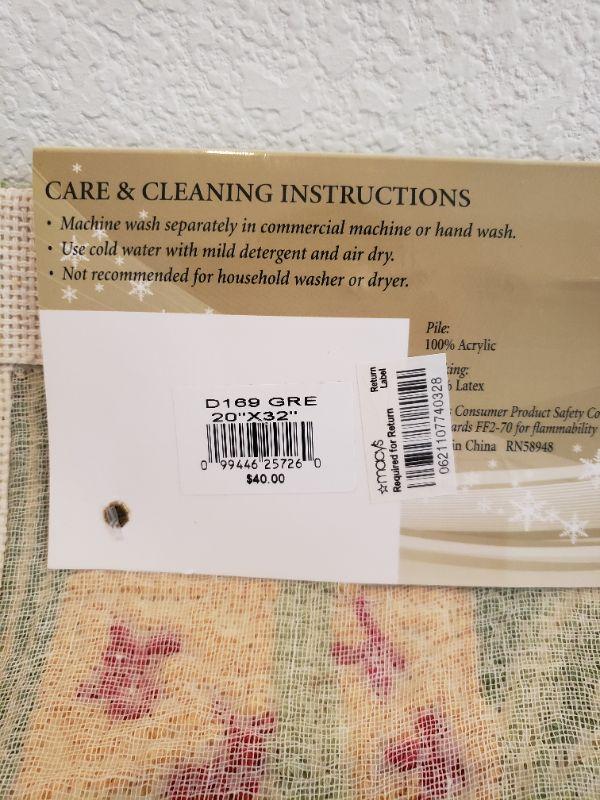 CARE & CLEANING INSTRUCTIONS
• Machine wash separately in commercial machine or hand wash.
• Use cold water with mild detergent and air dry.
• Not recommended for household washer or dryer.
Pile:
100% Acrylic
Latex
Consumer Product Safety Co
FF2-70 for flammability
in China RN58948
D169 GRE
20"X32"
0 99446 25726 0
$40.00
☆macys
Required for Return
Return
Label
0621107740328